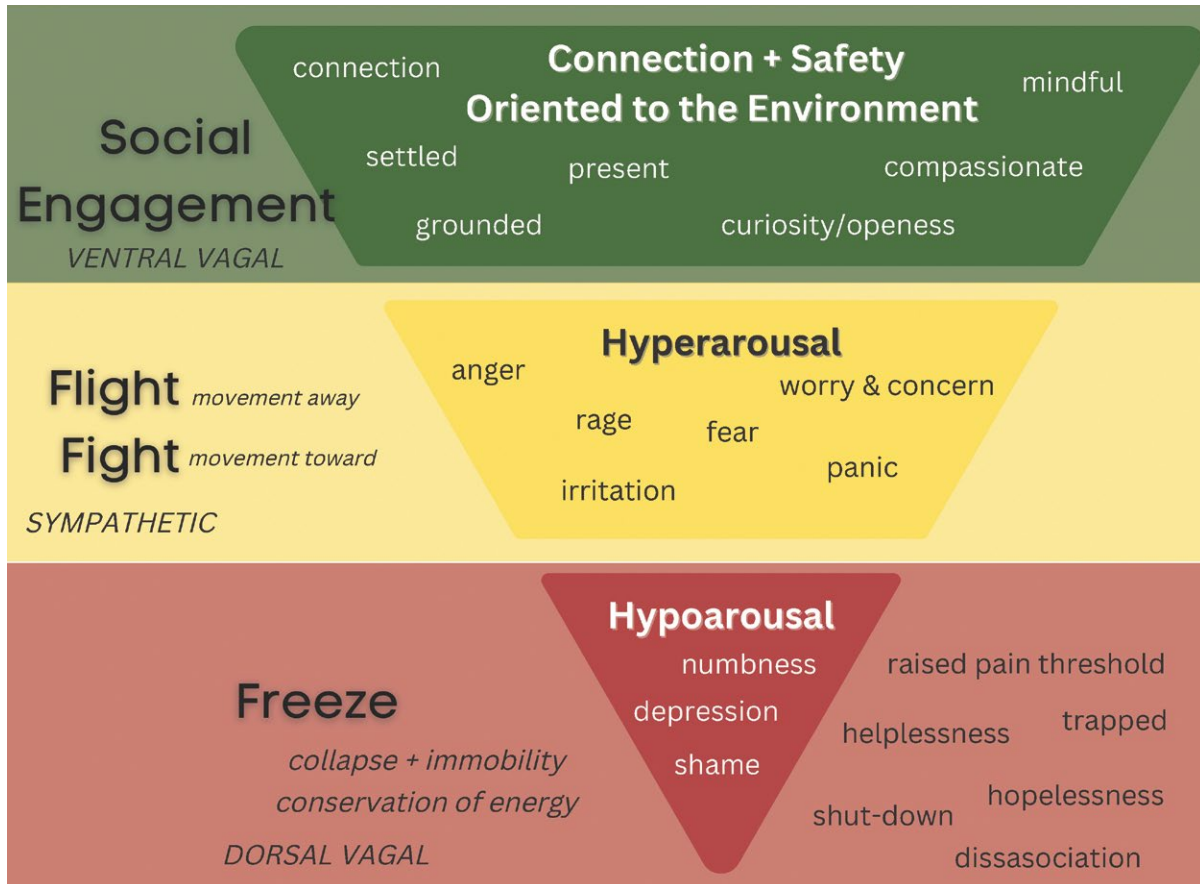 Social
Engagement
VENTRAL VAGAL
Connection + Safety
Oriented to the Environment
connection
mindful
settled
present
compassionate
grounded
curiosity/openess
Flight movement away
Fight movement toward
SYMPATHETIC
Hyperarousal
anger
worry & concern
rage
fear
panic
irritation
Freeze
collapse + immobility
conservation of energy
DORSAL VAGAL
Hypoarousal
numbness
depression
shame
raised pain threshold
trapped
helplessness
hopelessness
shut-down
dissasociation